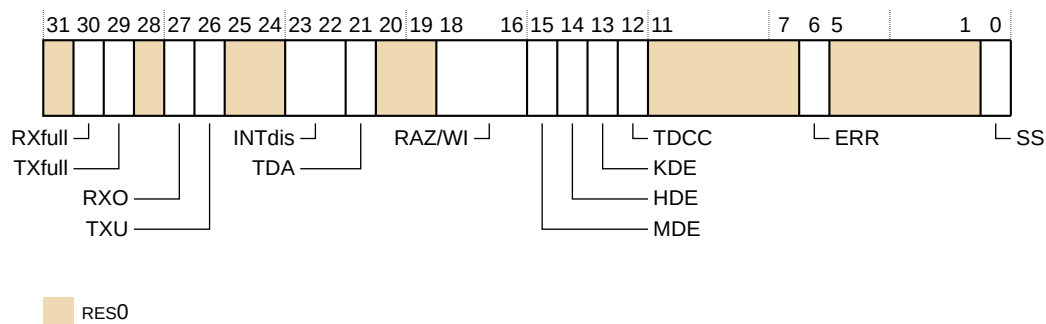 31 30 29 28 27 26 25 24 23 22 21 20 19 18 16 15 14 13 12 11 7 6 5 1 0
RXfull INTdis RAZ/WI TDCC ERR SS
TXfull TDA KDE
RXO HDE
TXU MDE
RES0